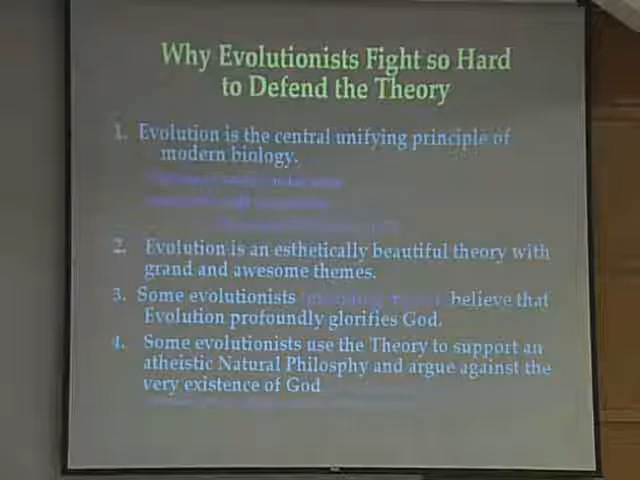 Why Evolutionists Fight so Hard
to Defend the Theory
1. Evolution is the central unifying principle of
modern biology.
2. Evolution is an esthetically beautiful theory with
grand and awesome themes.
3. Some evolutionists believe that
Evolution profoundly glorifies God.
4. Some evolutionists use the Theory to support an
atheistic Natural Philosphy and argue against the
very existence of God